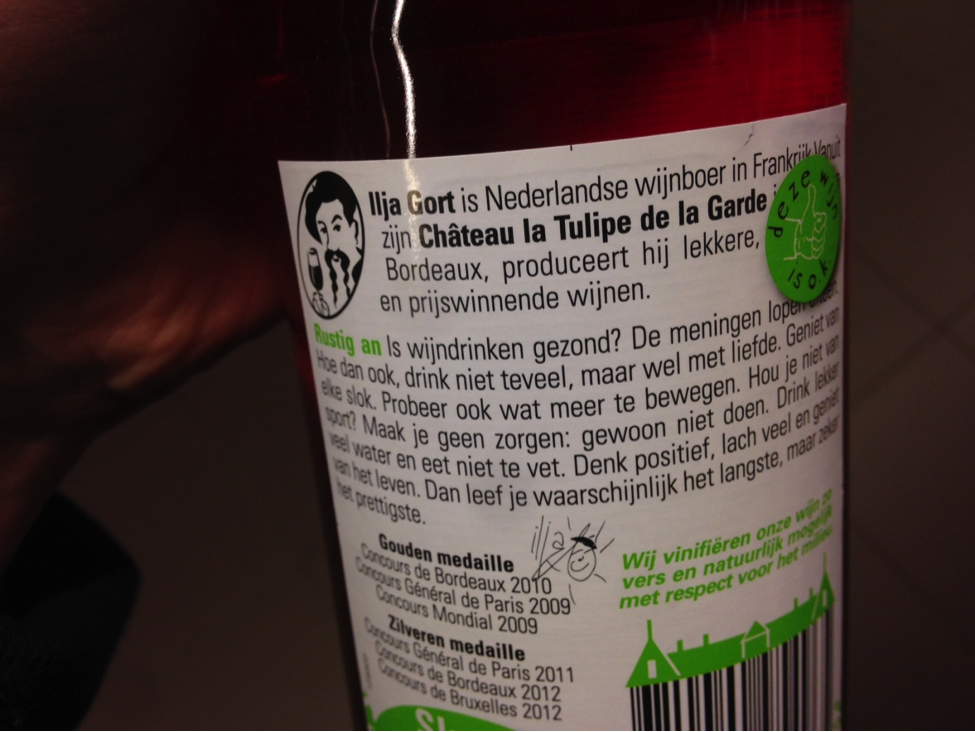 Ilja Gort is Nederlandse wijnboer in Frankrijk. Vanuit
zijn Château la Tulipe de la Garde
Bordeaux, produceert hij lekkere,
en prijswinnende wijnen.
deze wijn
is o.k.
Rustig an Is wijndrinken gezond? De meningen lopen uiteen.
Hoe dan ook, drink niet teveel, maar wel met liefde. Geniet van
elke slok. Probeer ook wat meer te bewegen. Hou je niet van
sport? Maak je geen zorgen: gewoon niet doen. Drink lekker
veel water en eet niet te vet. Denk positief, lach veel en geniet
van het leven. Dan leef je waarschijnlijk het langste, maar zeker
het prettigste.
Gouden medaille
Concours de Bordeaux 2010
Concours Général de Paris 2009
Concours Mondial 2009
Zilveren medaille
Concours Général de Paris 2011
Concours de Bordeaux 2012
Concours de Bruxelles 2012
ilja
Wij vinifiëren onze wijn zo
vers en natuurlijk mogelijk
met respect voor het milieu